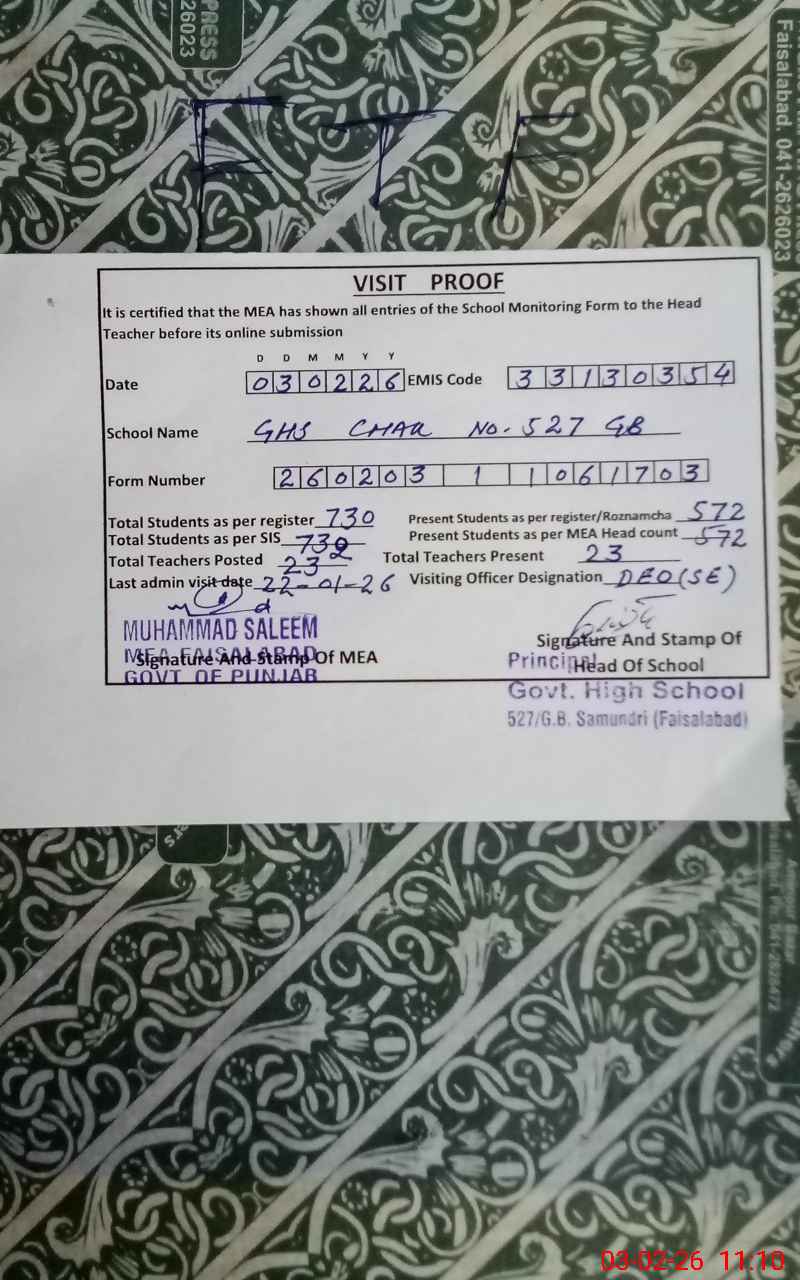 PRESS
26023
Faisalabad. 041-2626023
F T F
VISIT PROOF
It is certified that the MEA has shown all entries of the School Monitoring Form to the Head
Teacher before its online submission
D D M M Y Y
Date 030226 EMIS Code 33130354
School Name GHS CHAK No. 527 GB
Form Number 260203 1 1061703
Total Students as per register 730 Present Students as per register/Roznamcha 572
Total Students as per SIS 730 Present Students as per MEA Head count 572
Total Teachers Posted 23 Total Teachers Present 23
Last admin visit date 22-01-26 Visiting Officer Designation DEO (SE)
MUHAMMAD SALEEM
MEA FAISALABAD
GOVT OF PUNJAB
Signature And Stamp Of MEA
Signature And Stamp Of
Head Of School
Principal
Govt. High School
527/G.B. Samundri (Faisalabad)
03-02-26 11:10